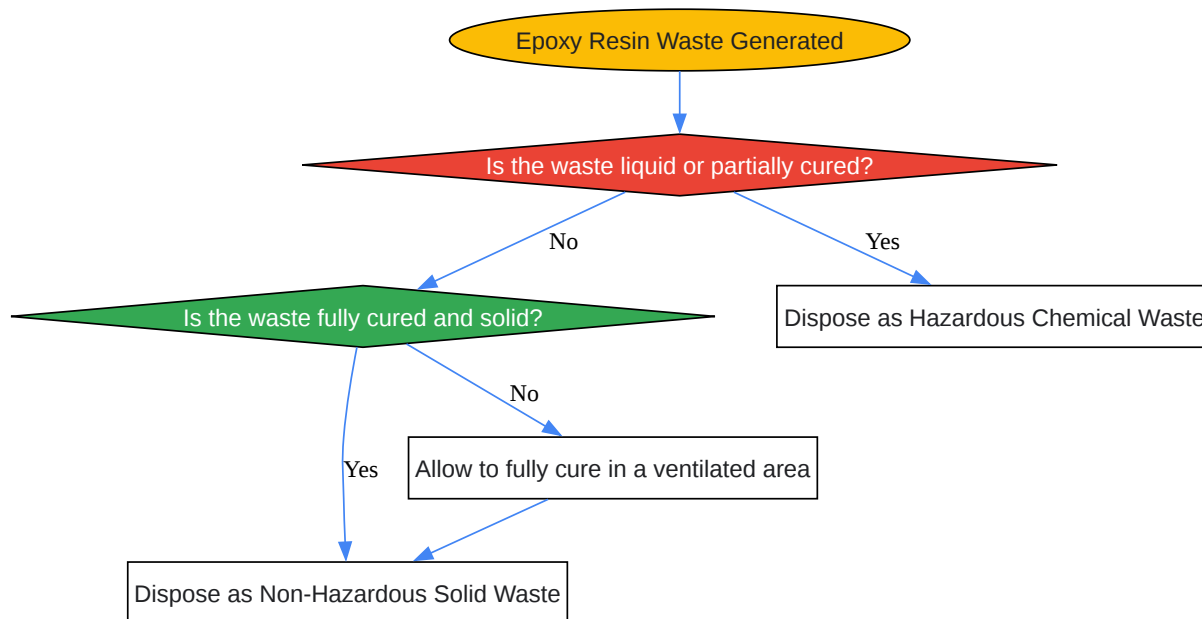 Epoxy Resin Waste Generated
Is the waste liquid or partially cured?
No
Yes
Is the waste fully cured and solid?
Dispose as Hazardous Chemical Waste
No
Yes
Allow to fully cure in a ventilated area
Dispose as Non-Hazardous Solid Waste